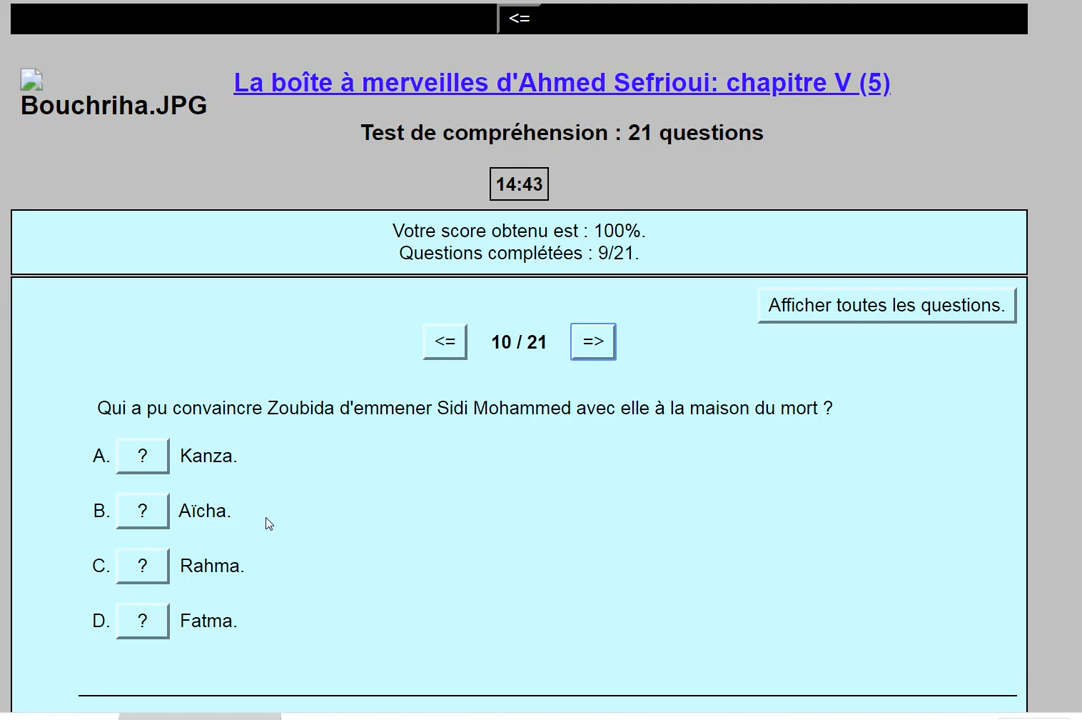 <=
Bouchriha.JPG
La boîte à merveilles d'Ahmed Sefrioui: chapitre V (5)
Test de compréhension : 21 questions
14:43
Votre score obtenu est : 100%.
Questions complétées : 9/21.
Afficher toutes les questions.
<= 10 / 21 =>
Qui a pu convaincre Zoubida d'emmener Sidi Mohammed avec elle à la maison du mort ?
A. ? Kanza.
B. ? Aïcha.
C. ? Rahma.
D. ? Fatma.